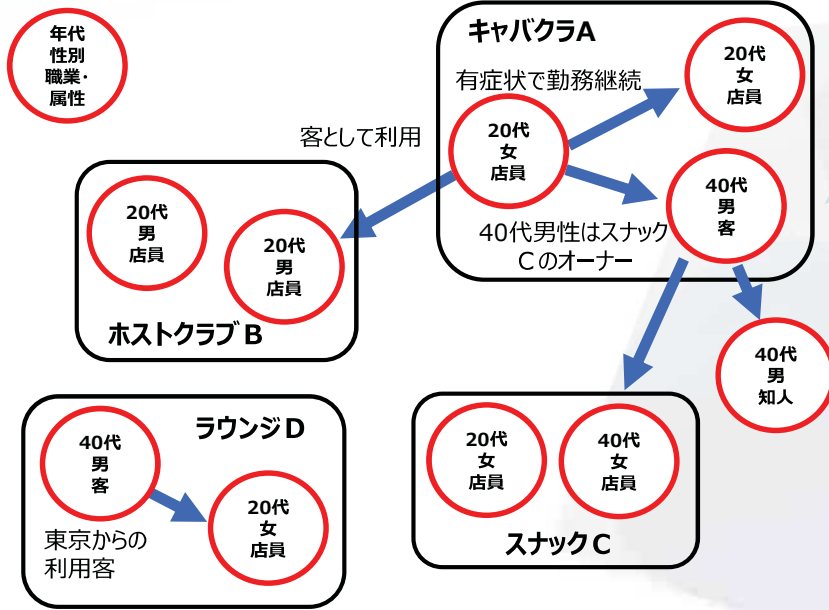 年代
性別
職業・
属性
キャバクラA
20代
女
店員
有症状で勤務継続
20代
女
店員
客として利用
40代
男
客
40代男性はスナック
Cのオーナー
20代
男
店員
20代
男
店員
ホストクラブB
40代
男
知人
ラウンジD
40代
男
客
20代
女
店員
東京からの
利用客
20代
女
店員
40代
女
店員
スナックC